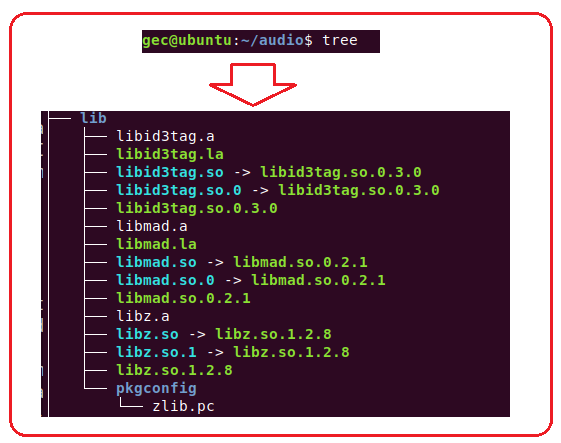 gec@ubuntu:~/audio$ tree
├── lib
│   ├── libid3tag.a
│   ├── libid3tag.la
│   ├── libid3tag.so -> libid3tag.so.0.3.0
│   ├── libid3tag.so.0 -> libid3tag.so.0.3.0
│   ├── libid3tag.so.0.3.0
│   ├── libmad.a
│   ├── libmad.la
│   ├── libmad.so -> libmad.so.0.2.1
│   ├── libmad.so.0 -> libmad.so.0.2.1
│   ├── libmad.so.0.2.1
│   ├── libz.a
│   ├── libz.so -> libz.so.1.2.8
│   ├── libz.so.1 -> libz.so.1.2.8
│   ├── libz.so.1.2.8
│   └── pkgconfig
│       └── zlib.pc